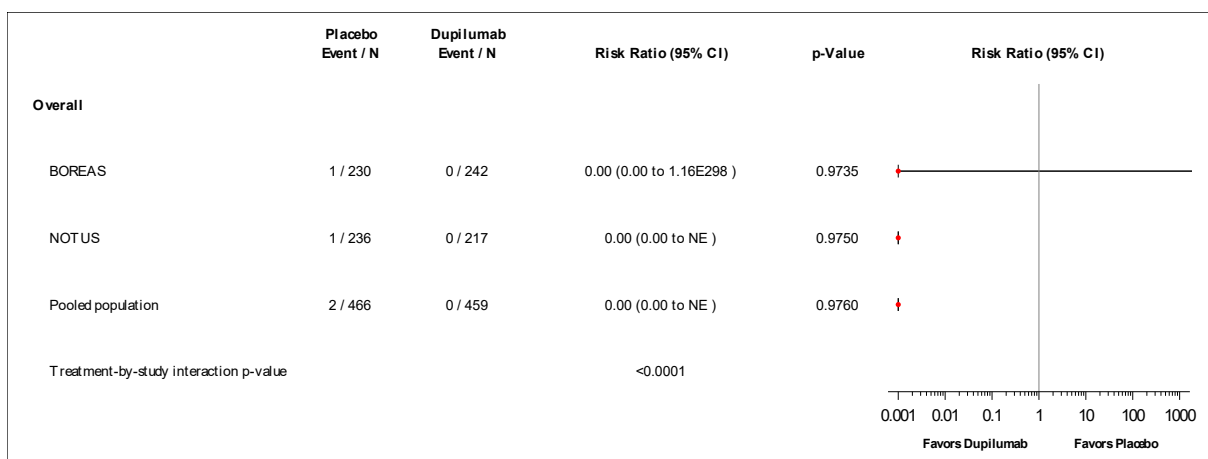 Placebo Dupilumab
Event / N Event / N Risk Ratio (95% CI) p-Value Risk Ratio (95% CI)
Overall
BOREAS 1 / 230 0 / 242 0.00 (0.00 to 1.16E298 ) 0.9735
NOTUS 1 / 236 0 / 217 0.00 (0.00 to NE ) 0.9750
Pooled population 2 / 466 0 / 459 0.00 (0.00 to NE ) 0.9760
Treatment-by-study interaction p-value <0.0001
0.001 0.01 0.1 1 10 100 1000
Favors Dupilumab Favors Placebo